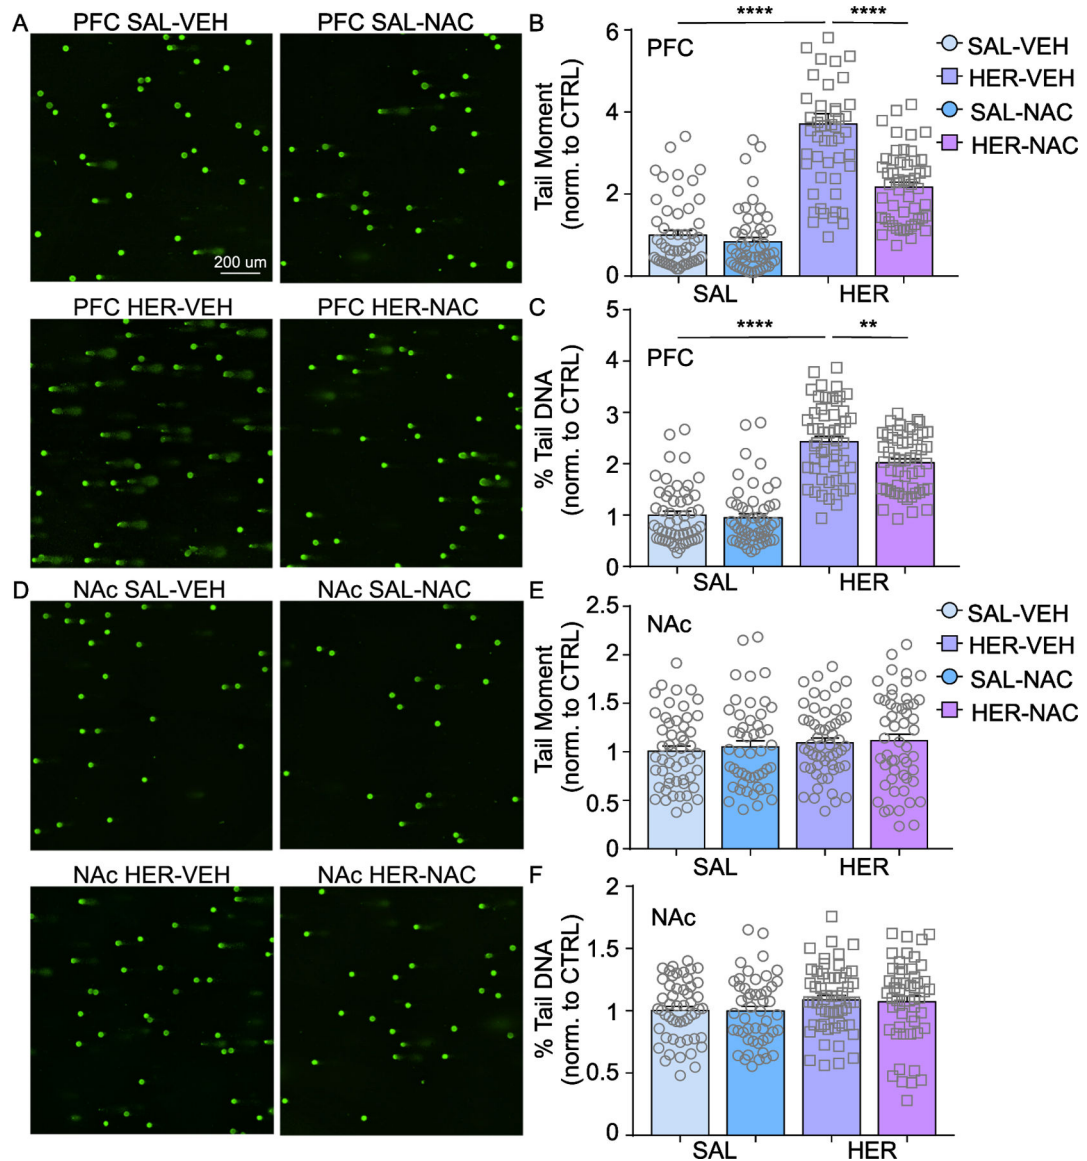 A
PFC SAL-VEH
PFC SAL-NAC
200 um
PFC HER-VEH
PFC HER-NAC
B
PFC
Tail Moment
(norm. to CTRL)
**** ****
6
4
2
0
SAL HER
SAL-VEH
HER-VEH
SAL-NAC
HER-NAC
C
PFC
% Tail DNA
(norm. to CTRL)
**** **
5
4
3
2
1
0
SAL HER
D
NAc SAL-VEH
NAc SAL-NAC
NAc HER-VEH
NAc HER-NAC
E
NAc
Tail Moment
(norm. to CTRL)
2.5
2
1.5
1
0.5
0
SAL HER
SAL-VEH
HER-VEH
SAL-NAC
HER-NAC
F
NAc
% Tail DNA
(norm. to CTRL)
2
1.5
1
0.5
0
SAL HER